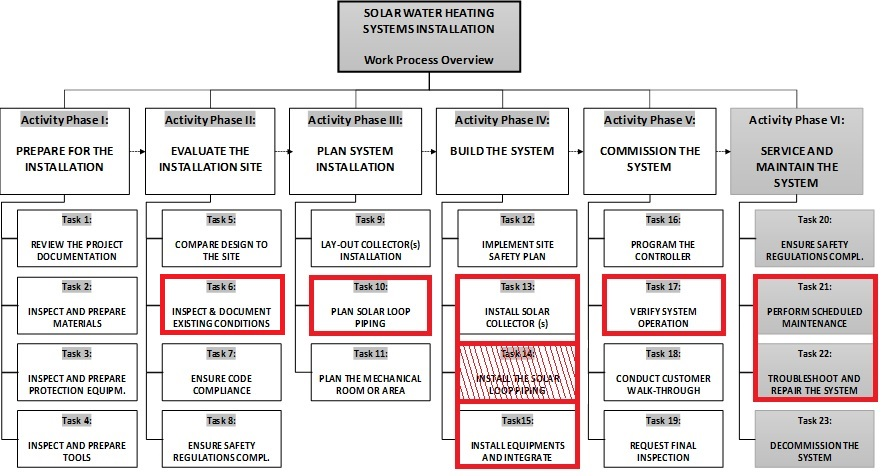 SOLAR WATER HEATING
SYSTEMS INSTALLATION
Work Process Overview
Activity Phase I:
PREPARE FOR THE
INSTALLATION
Activity Phase II:
EVALUATE THE
INSTALLATION SITE
Activity Phase III:
PLAN SYSTEM
INSTALLATION
Activity Phase IV:
BUILD THE SYSTEM
Activity Phase V:
COMMISSION THE
SYSTEM
Activity Phase VI:
SERVICE AND
MAINTAIN THE
SYSTEM
Task 1:
REVIEW THE PROJECT
DOCUMENTATION
Task 2:
INSPECT AND PREPARE
MATERIALS
Task 3:
INSPECT AND PREPARE
PROTECTION EQUIPM.
Task 4:
INSPECT AND PREPARE
TOOLS
Task 5:
COMPARE DESIGN TO
THE SITE
Task 6:
INSPECT & DOCUMENT
EXISTING CONDITIONS
Task 7:
ENSURE CODE
COMPLIANCE
Task 8:
ENSURE SAFETY
REGULATIONS COMPL.
Task 9:
LAY-OUT COLLECTOR(s)
INSTALLATION
Task 10:
PLAN SOLAR LOOP
PIPING
Task 11:
PLAN THE MECHANICAL
ROOM OR AREA
Task 12:
IMPLEMENT SITE
SAFETY PLAN
Task 13:
INSTALL SOLAR
COLLECTOR (s)
Task 14:
INSTALL THE SOLAR
LOOP PIPING
Task15:
INSTALL EQUIPMENTS
AND INTEGRATE
Task 16:
PROGRAM THE
CONTROLLER
Task 17:
VERIFY SYSTEM
OPERATION
Task 18:
CONDUCT CUSTOMER
WALK-THROUGH
Task 19:
REQUEST FINAL
INSPECTION
Task 20:
ENSURE SAFETY
REGULATIONS COMPL.
Task 21:
PERFORM SCHEDULED
MAINTENANCE
Task 22:
TROUBLESHOOT AND
REPAIR THE SYSTEM
Task 23:
DECOMMISSION THE
SYSTEM